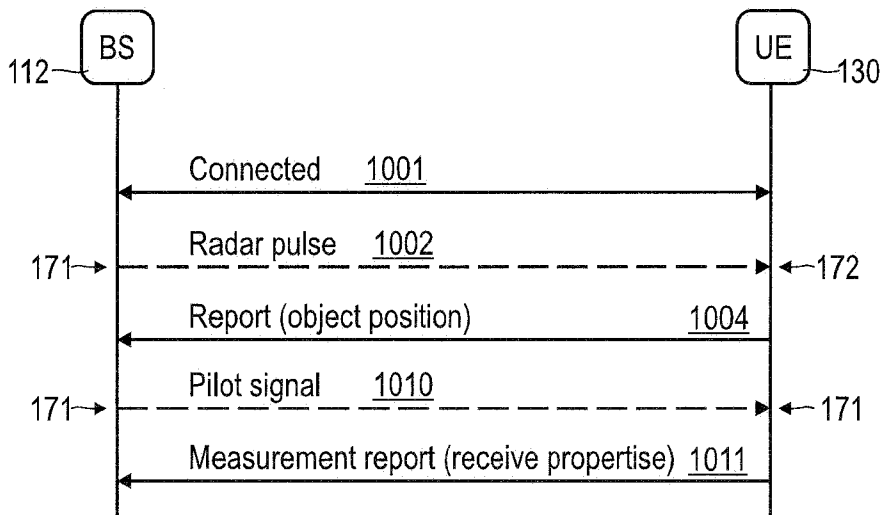 BS
UE
112
130
Connected 1001
Radar pulse 1002
171
172
Report (object position) 1004
Pilot signal 1010
171
171
Measurement report (receive propertise) 1011